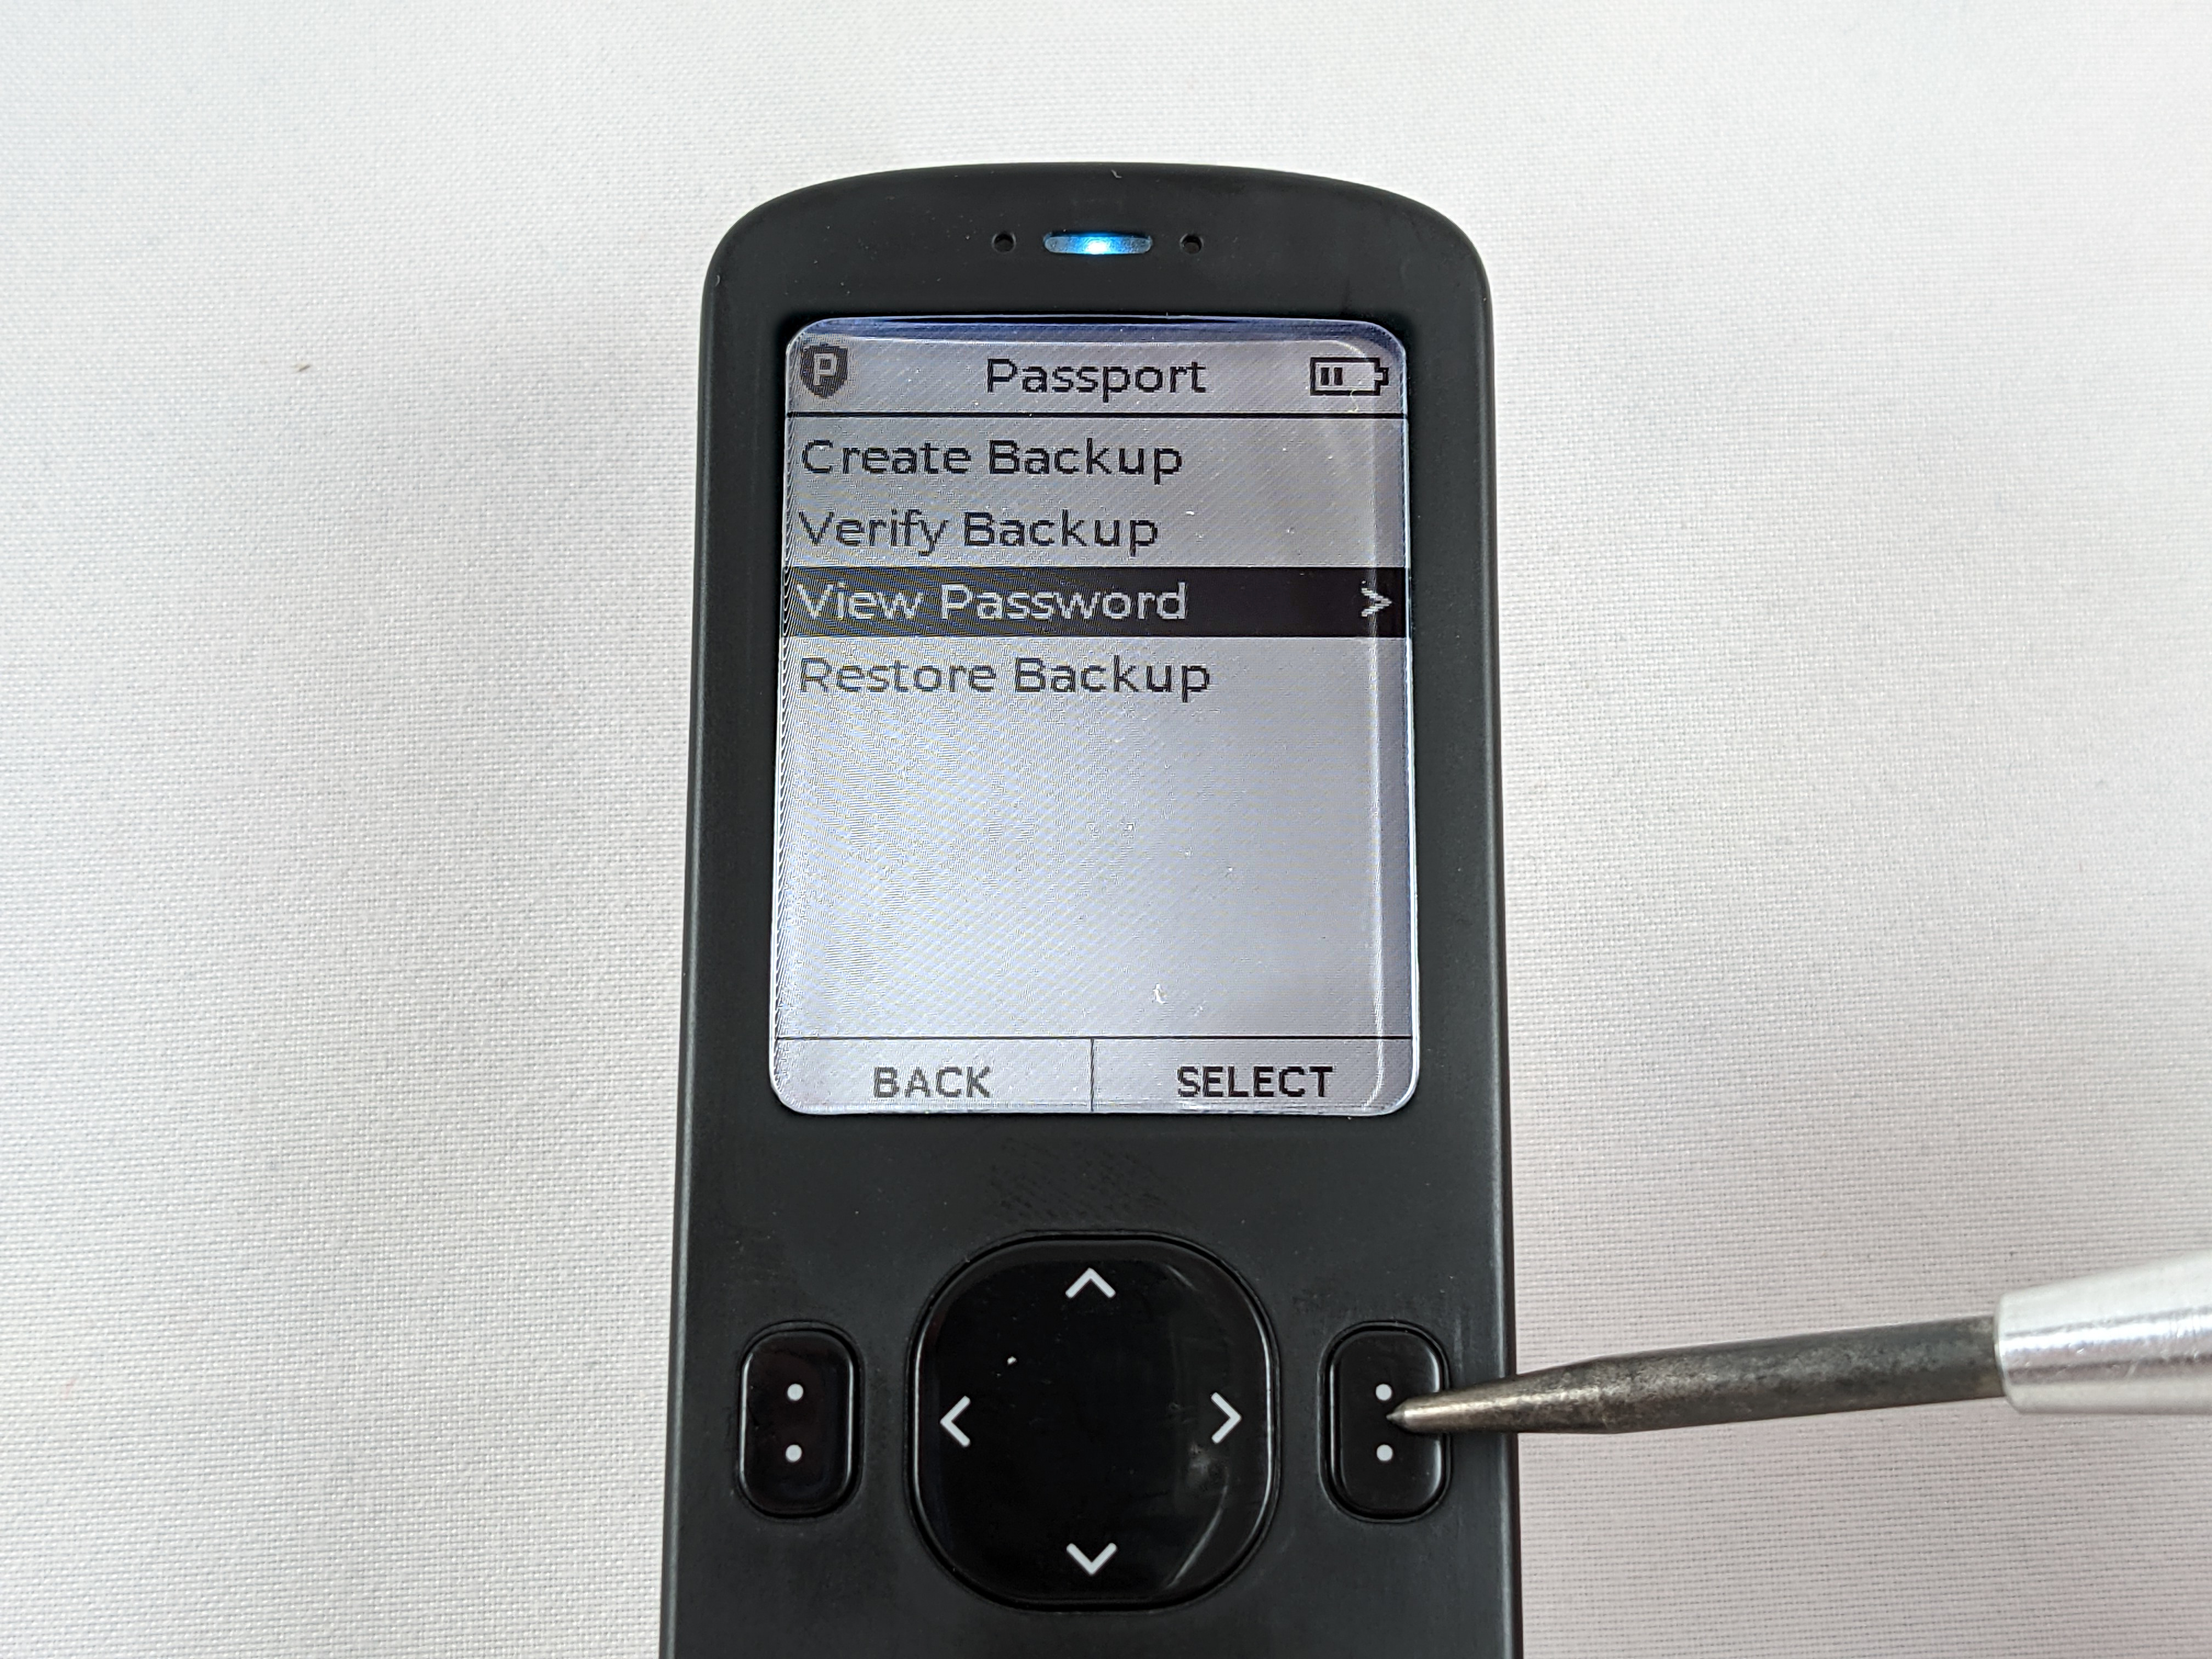 P Passport
Create Backup
Verify Backup
View Password >
Restore Backup
BACK SELECT